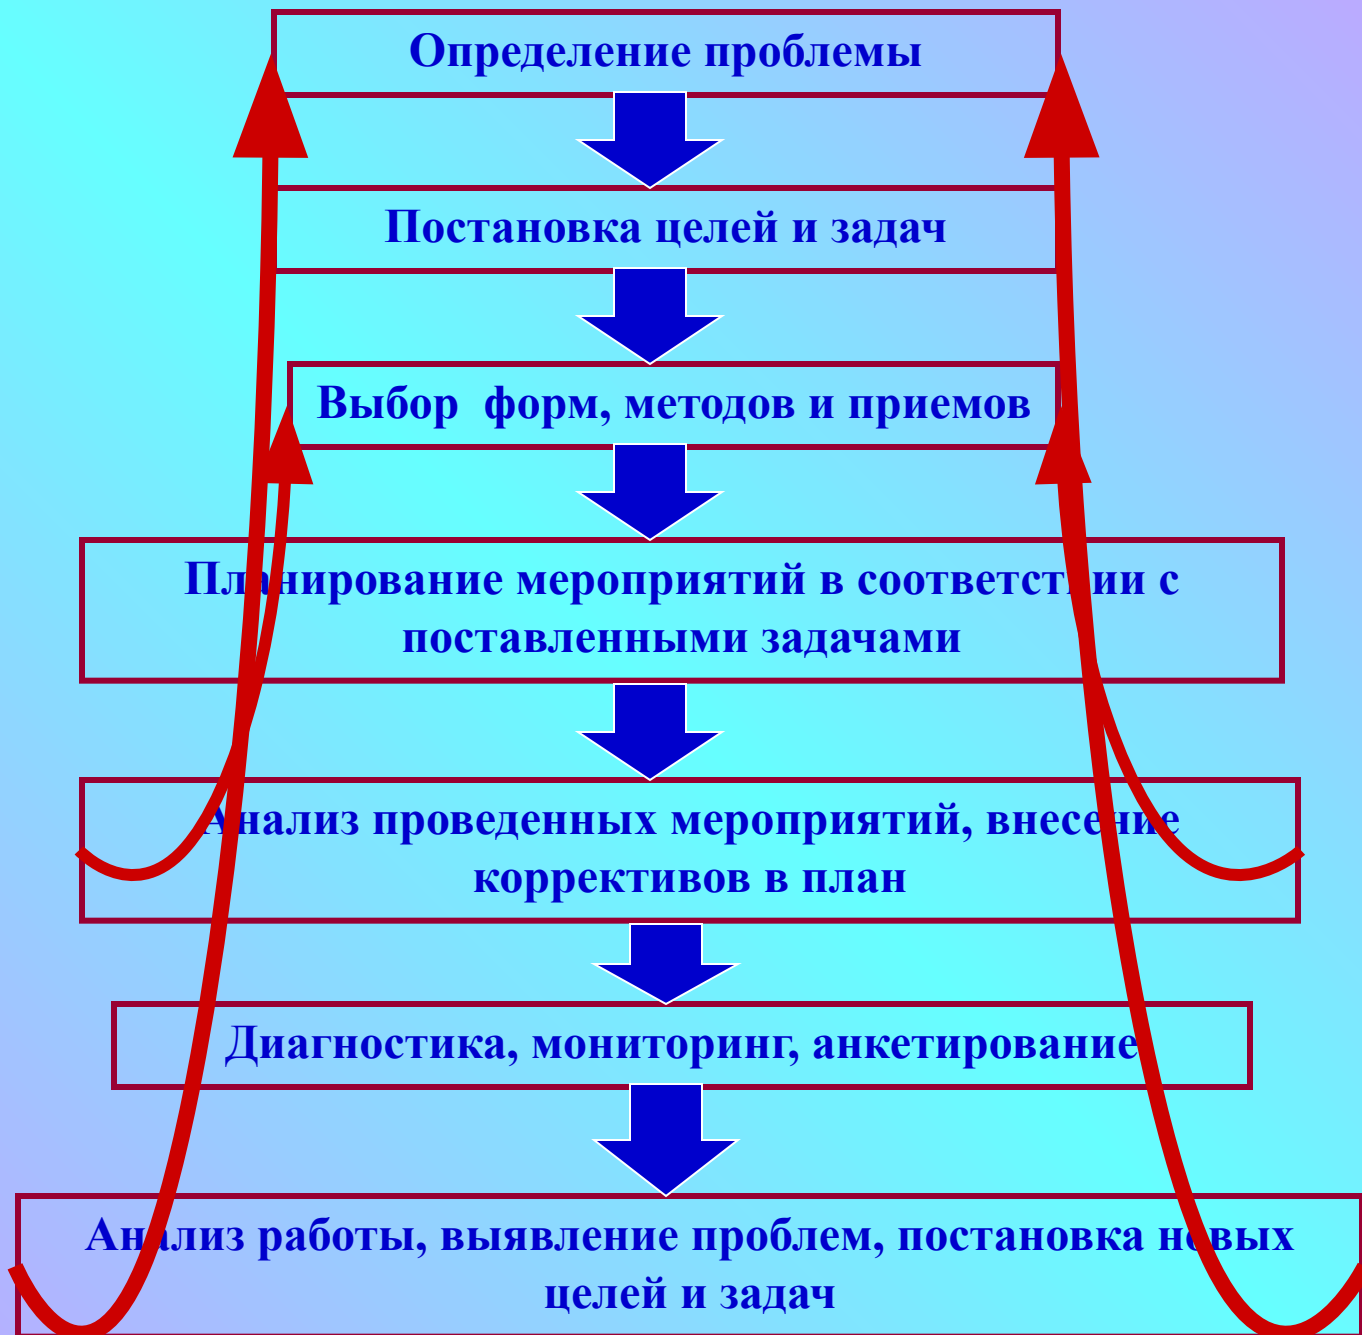 Определение проблемы
Постановка целей и задач
Выбор  форм, методов и приемов
Планирование мероприятий в соответствии с
поставленными задачами
Анализ проведенных мероприятий, внесение
коррективов в план
Диагностика, мониторинг, анкетирование
Анализ работы, выявление проблем, постановка новых
целей и задач